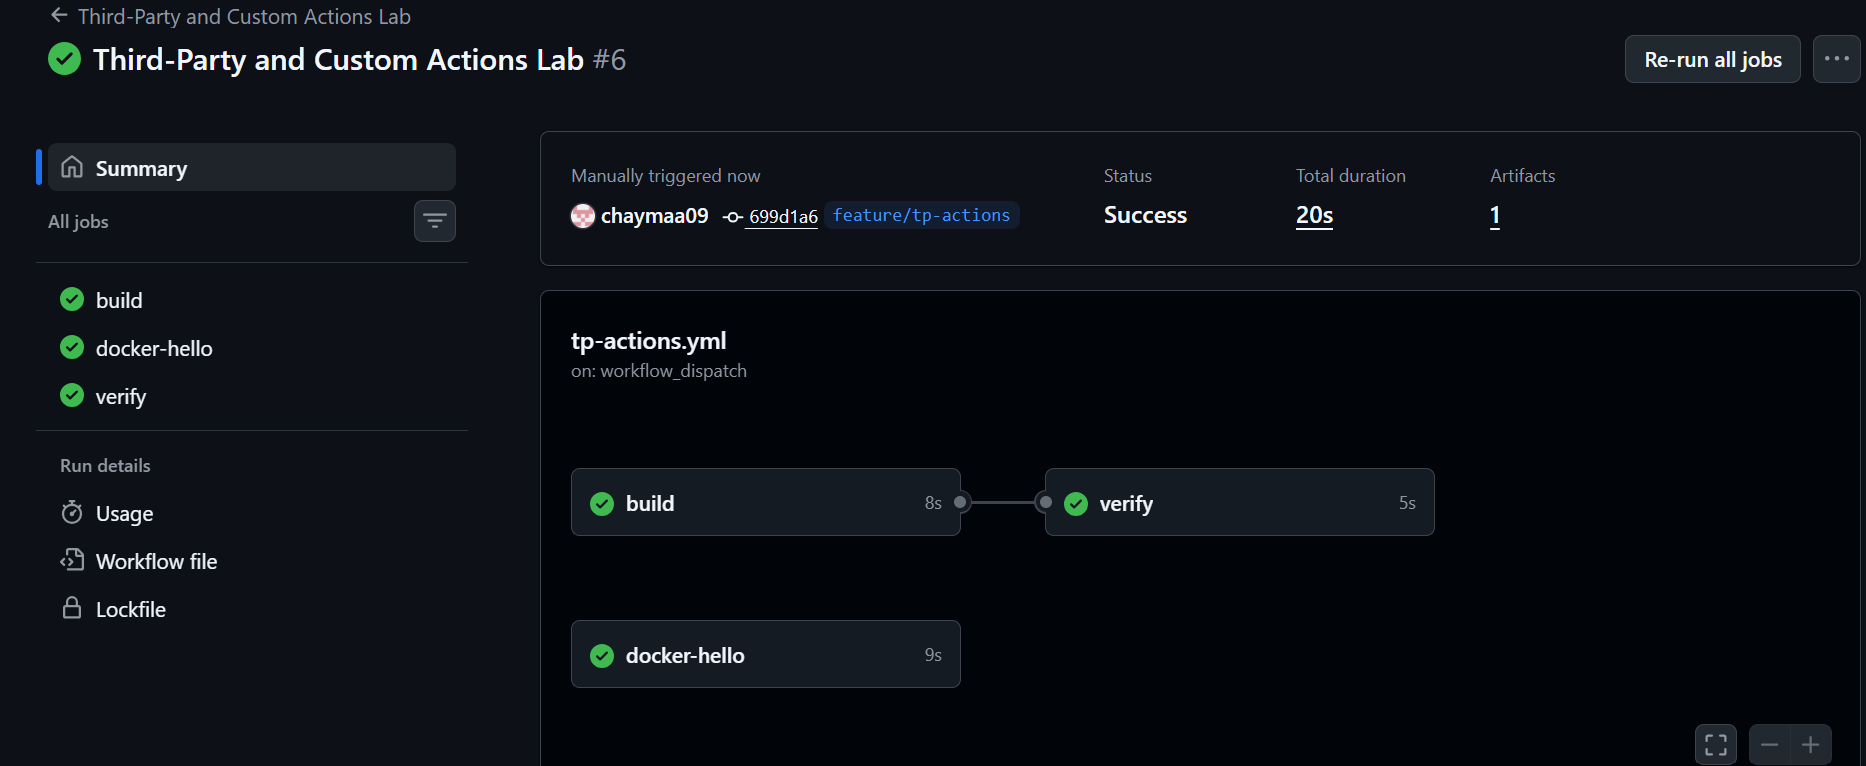 Third-Party and Custom Actions Lab
Third-Party and Custom Actions Lab #6
Re-run all jobs
Summary
All jobs
build
docker-hello
verify
Run details
Usage
Workflow file
Lockfile
Manually triggered now
Status
Total duration
Artifacts
chaymaa09 699d1a6 feature/tp-actions
Success
20s
1
tp-actions.yml
on: workflow_dispatch
build 8s
verify 5s
docker-hello 9s